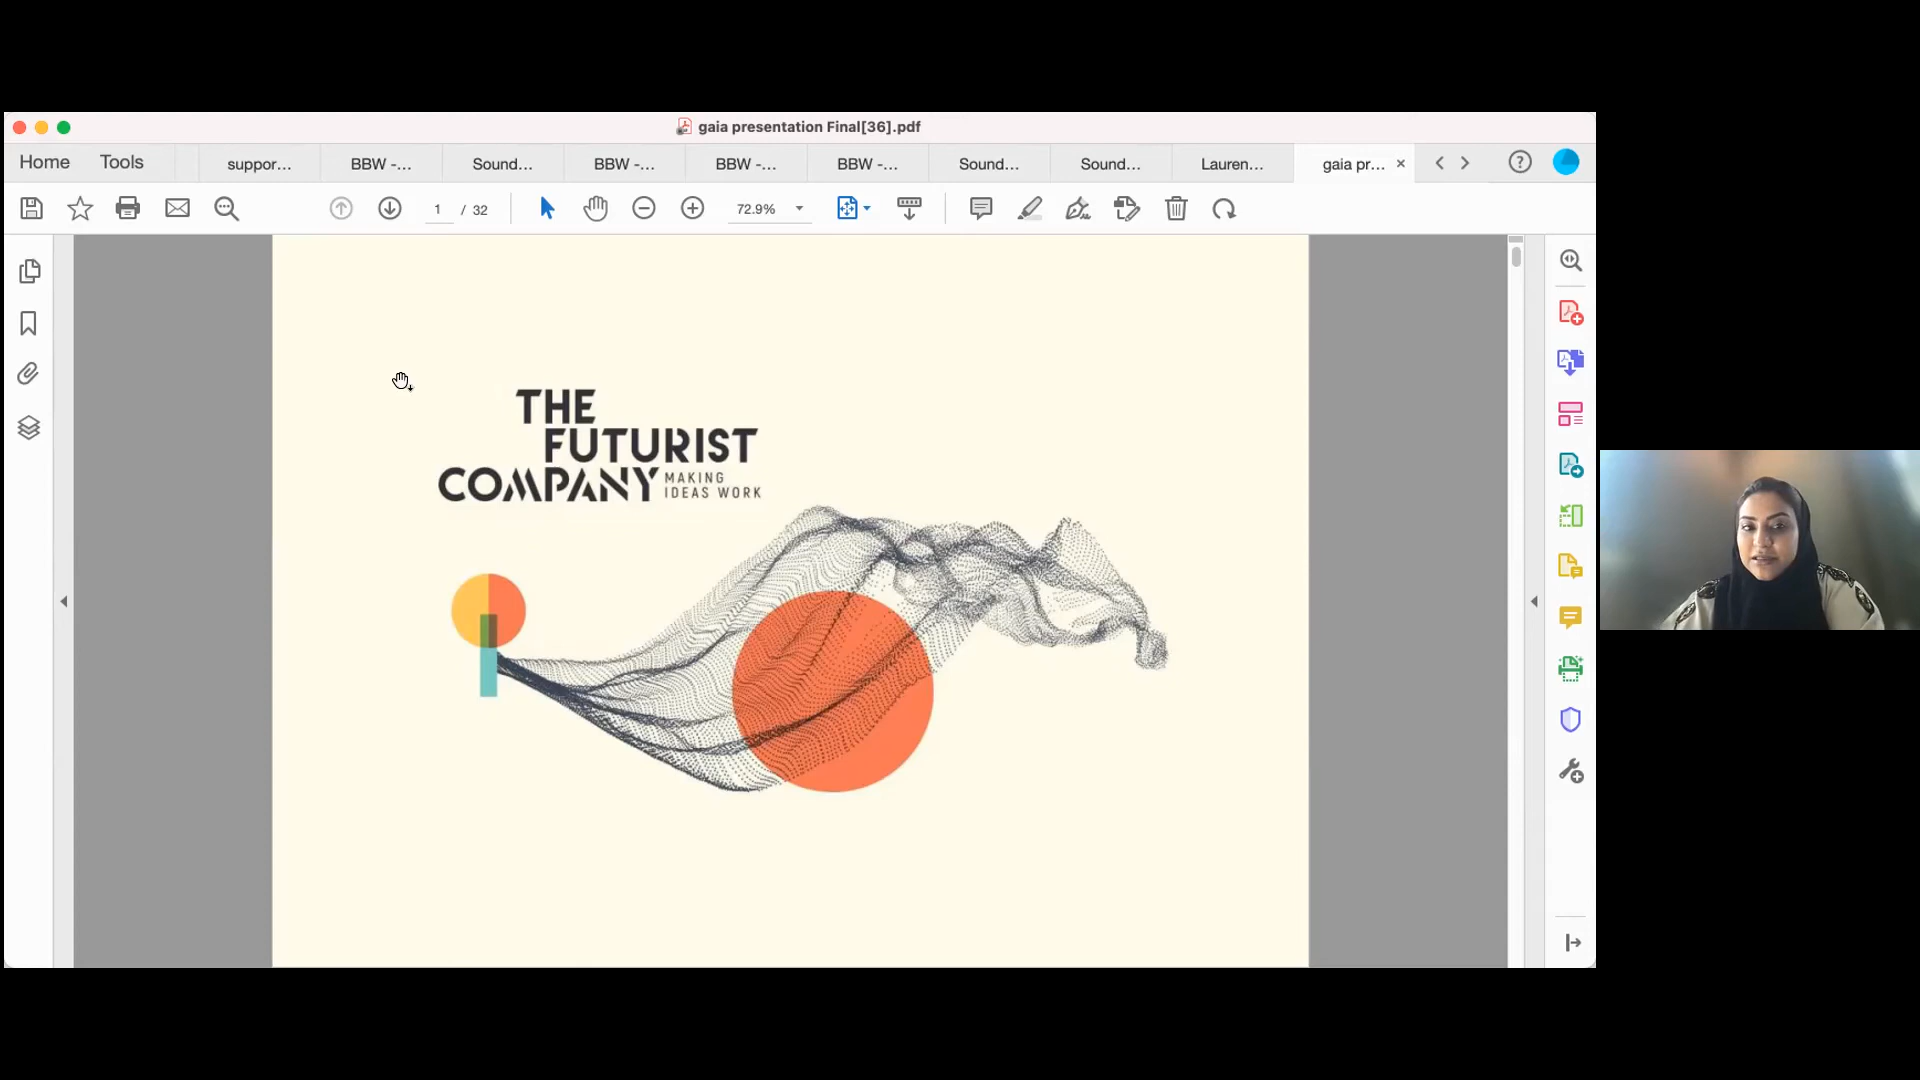 gaia presentation Final[36].pdf
Home Tools suppor... BBW -... Sound... BBW -... BBW -... BBW -... Sound... Sound... Lauren... gaia pr...
1 / 32 72.9%
THE
FUTURIST
COMPANY MAKING
IDEAS WORK